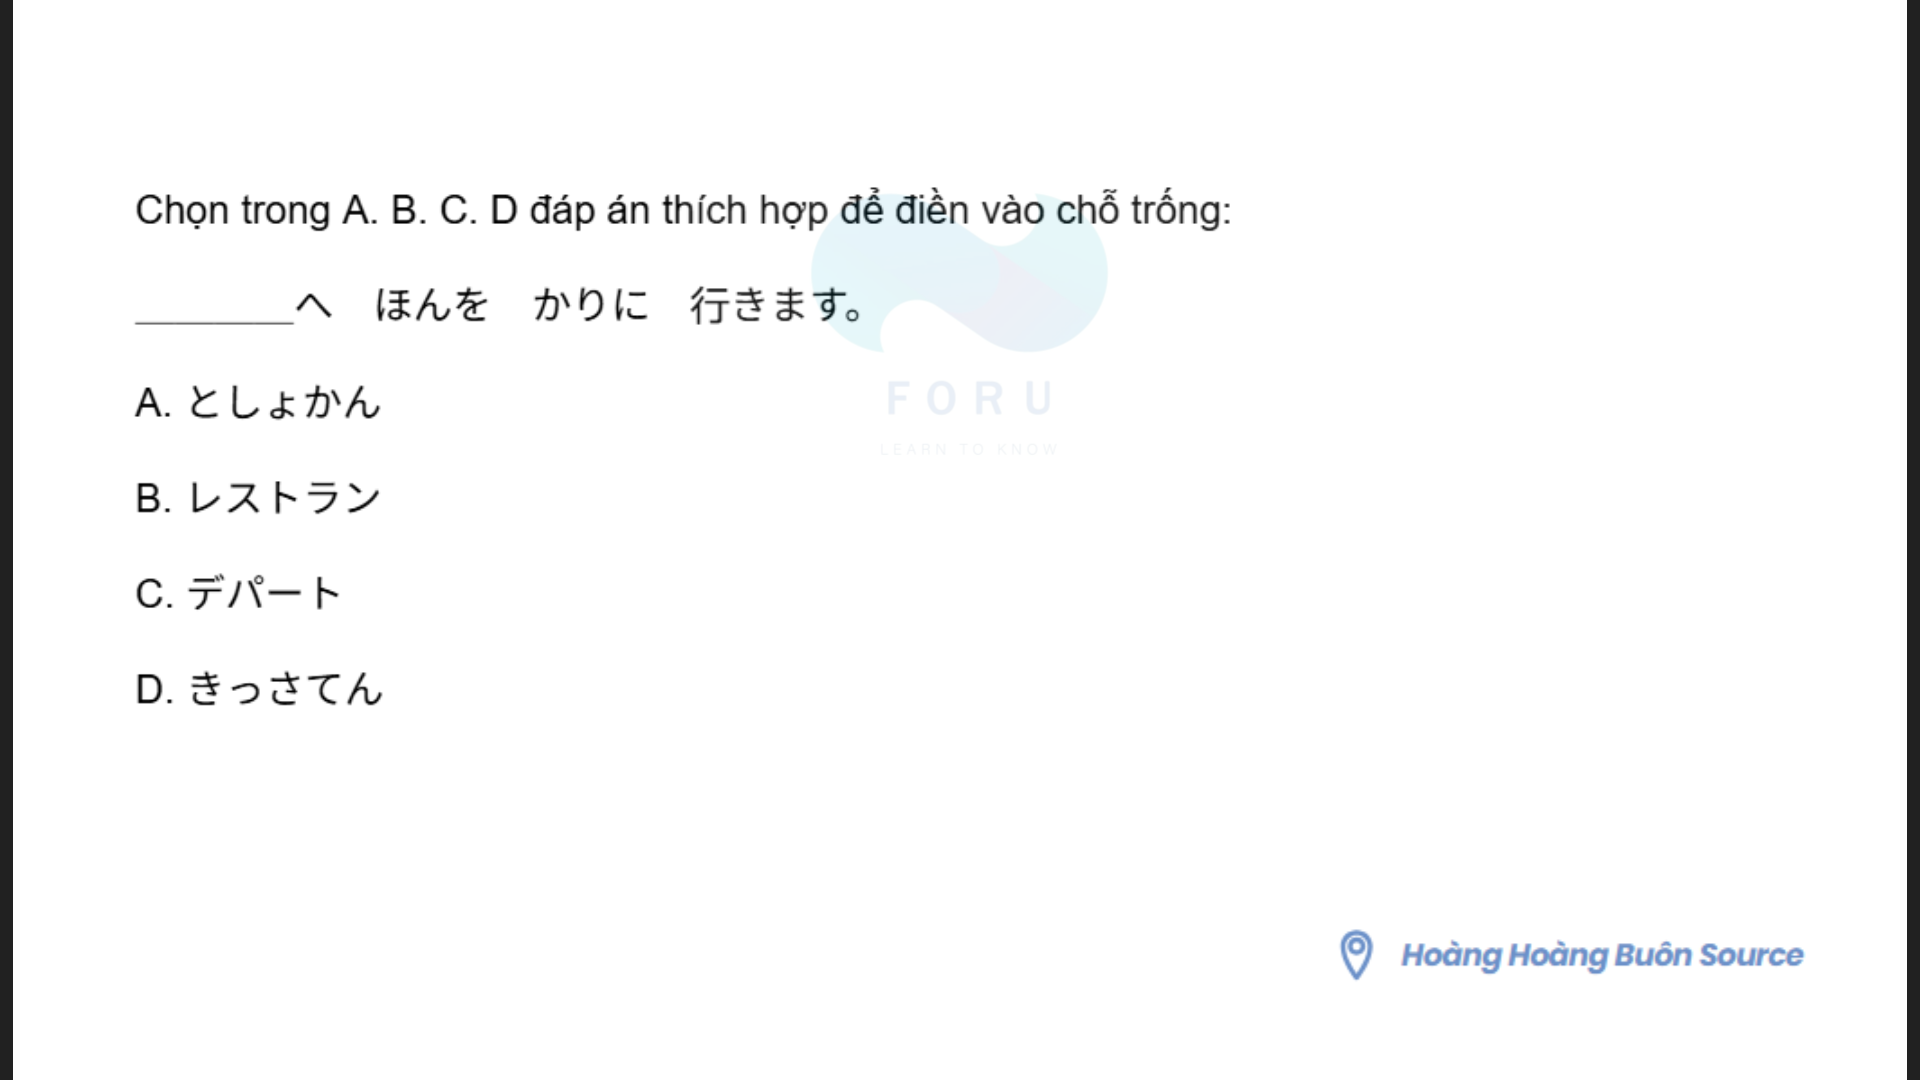 Chọn trong A. B. C. D đáp án thích hợp để điền vào chỗ trống:
________へ　ほんを　かりに　行きます。
A. としょかん
B. レストラン
C. デパート
D. きっさてん
FORU
LEARN TO KNOW
Hoàng Hoàng Buôn Source